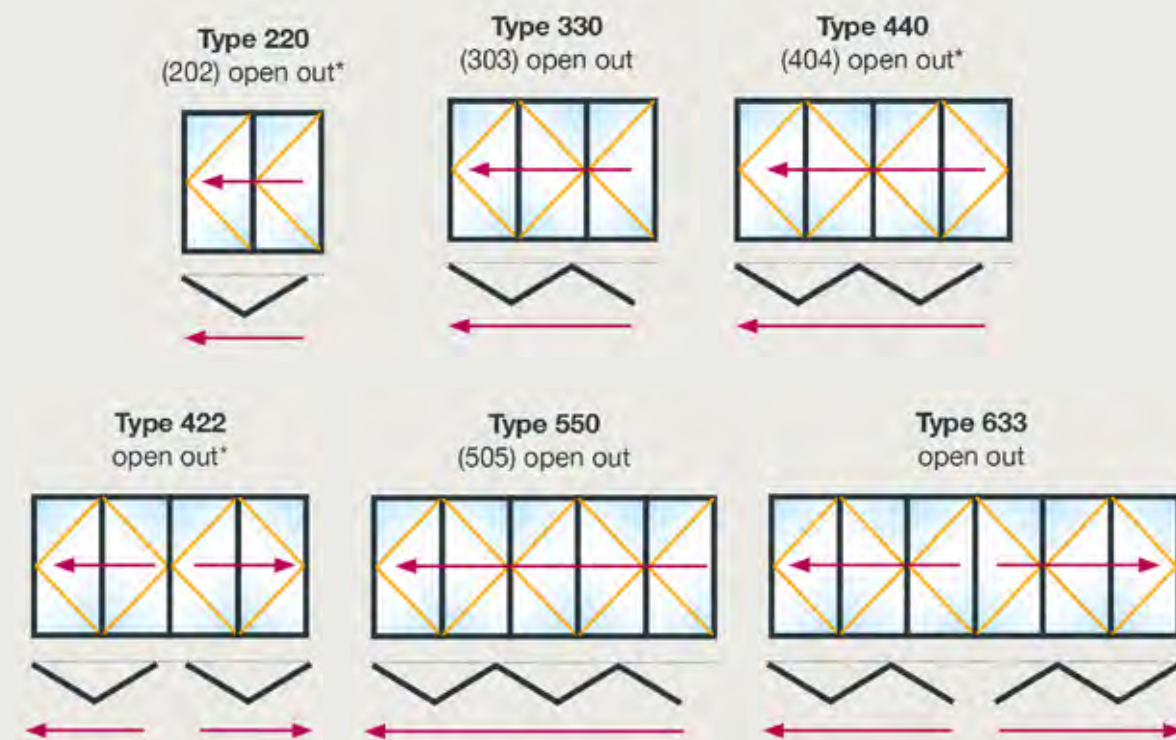 Type 220
(202) open out*
Type 330
(303) open out
Type 440
(404) open out*
Type 422
open out*
Type 550
(505) open out
Type 633
open out